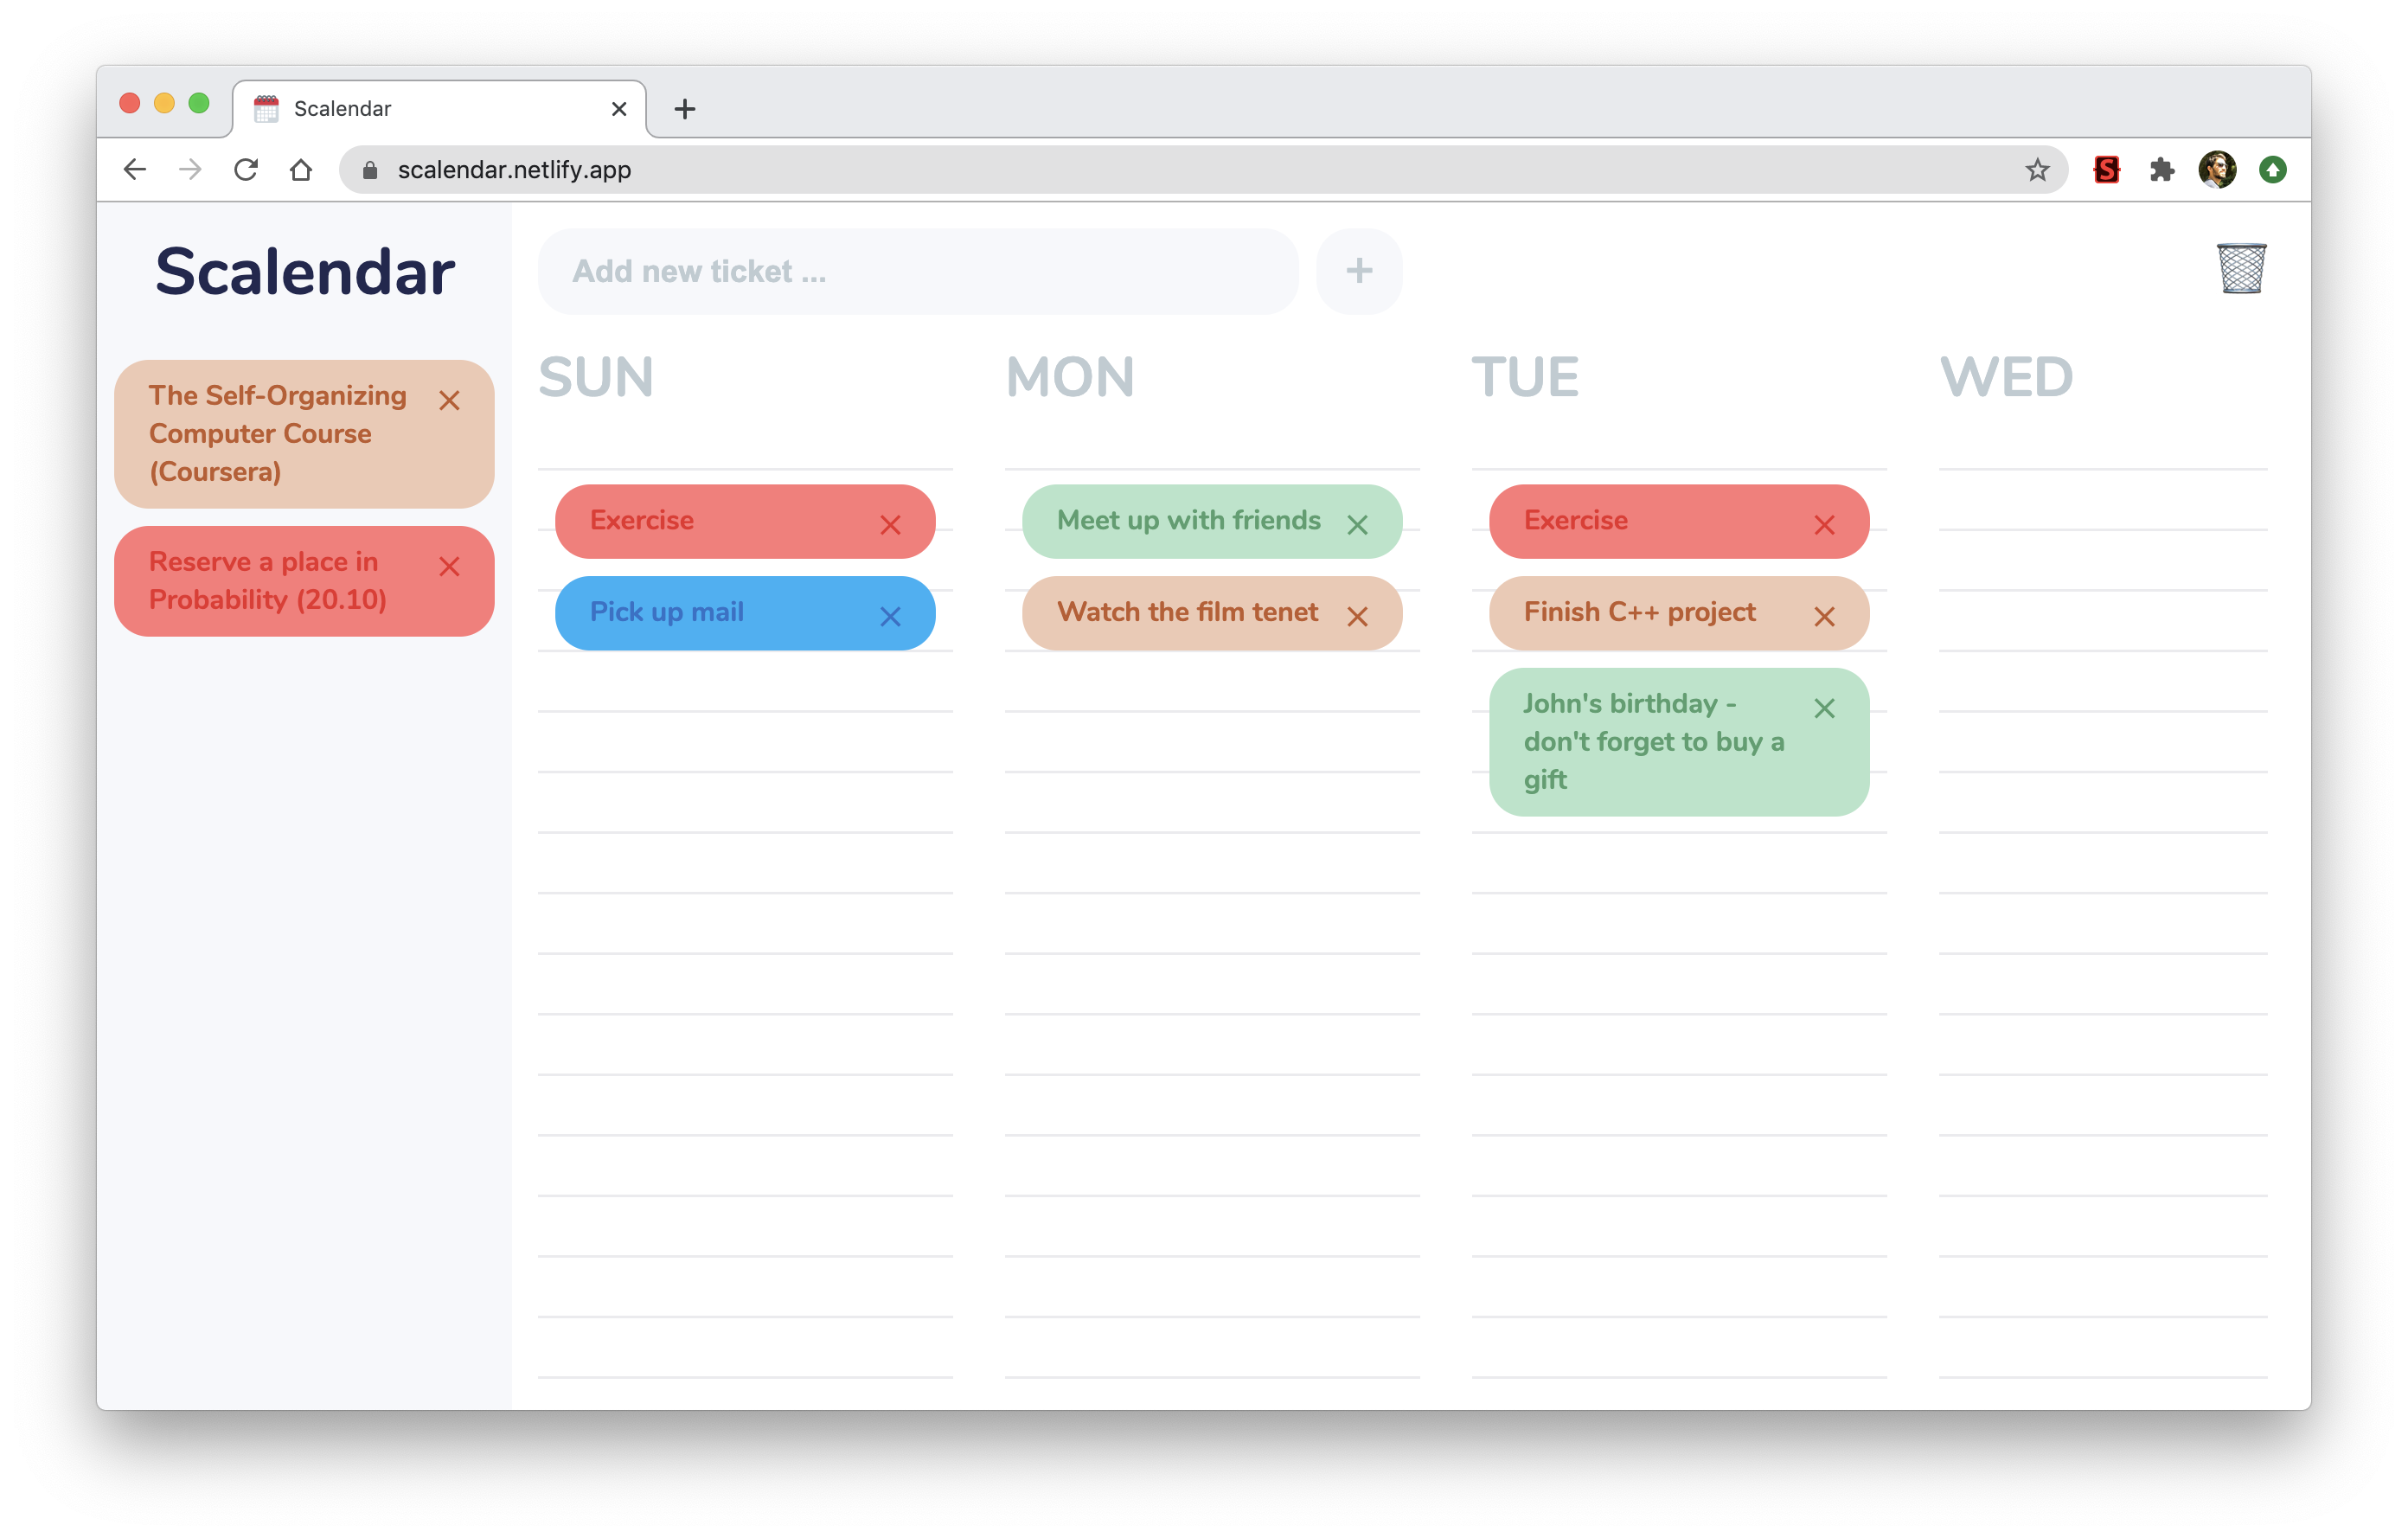 Scalendar
scalendar.netlify.app
Scalendar
Add new ticket ...
+
The Self-Organizing
Computer Course
(Coursera)
Reserve a place in
Probability (20.10)
SUN
Exercise
Pick up mail
MON
Meet up with friends
Watch the film tenet
TUE
Exercise
Finish C++ project
John's birthday -
don't forget to buy a
gift
WED